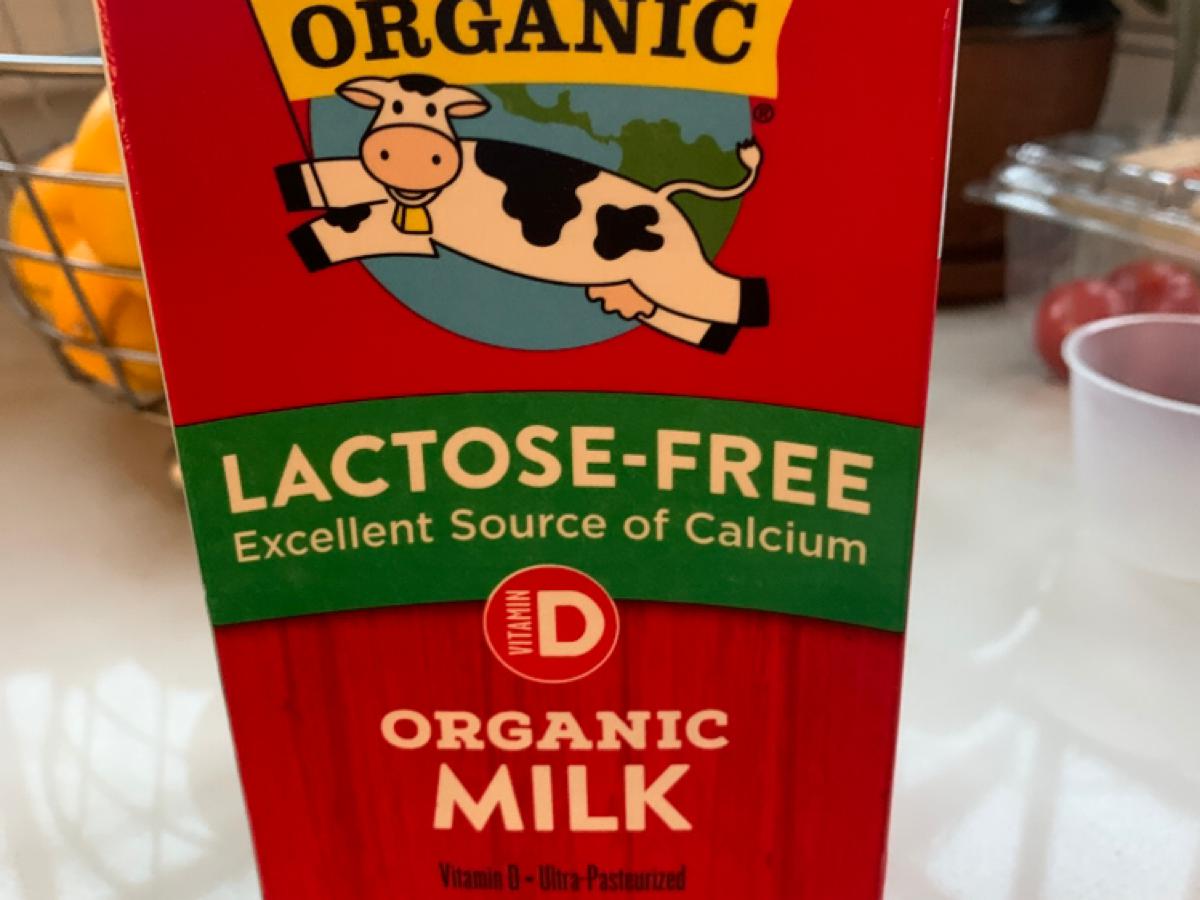 ORGANIC
®
LACTOSE-FREE
Excellent Source of Calcium
VITAMIN D
ORGANIC
MILK
Vitamin D • Ultra-Pasteurized